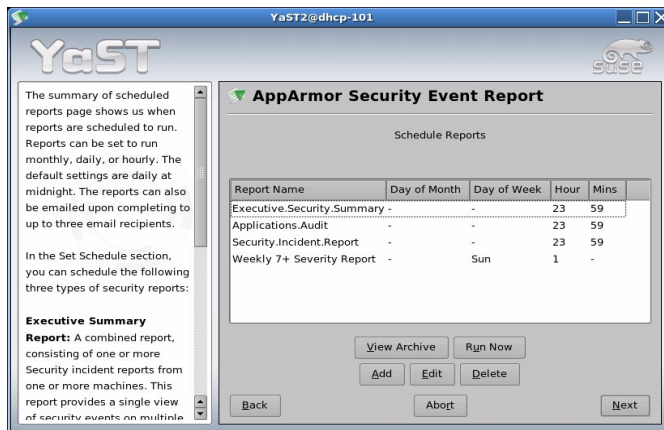 YaST2@dhcp-101
YaST
SUSE
The summary of scheduled
reports page shows us when
reports are scheduled to run.
Reports can be set to run
monthly, daily, or hourly. The
default settings are daily at
midnight. The reports can also
be emailed upon completing to
up to three email recipients.
In the Set Schedule section,
you can schedule the following
three types of security reports:
Executive Summary
Report: A combined report,
consisting of one or more
Security incident reports from
one or more machines. This
report provides a single view
of security events on multiple
AppArmor Security Event Report
Schedule Reports
Report Name Day of Month Day of Week Hour Mins
Executive.Security.Summary - - 23 59
Applications.Audit - - 23 59
Security.Incident.Report - - 23 59
Weekly 7+ Severity Report - Sun 1 -
View Archive Run Now
Add Edit Delete
Back Abort Next